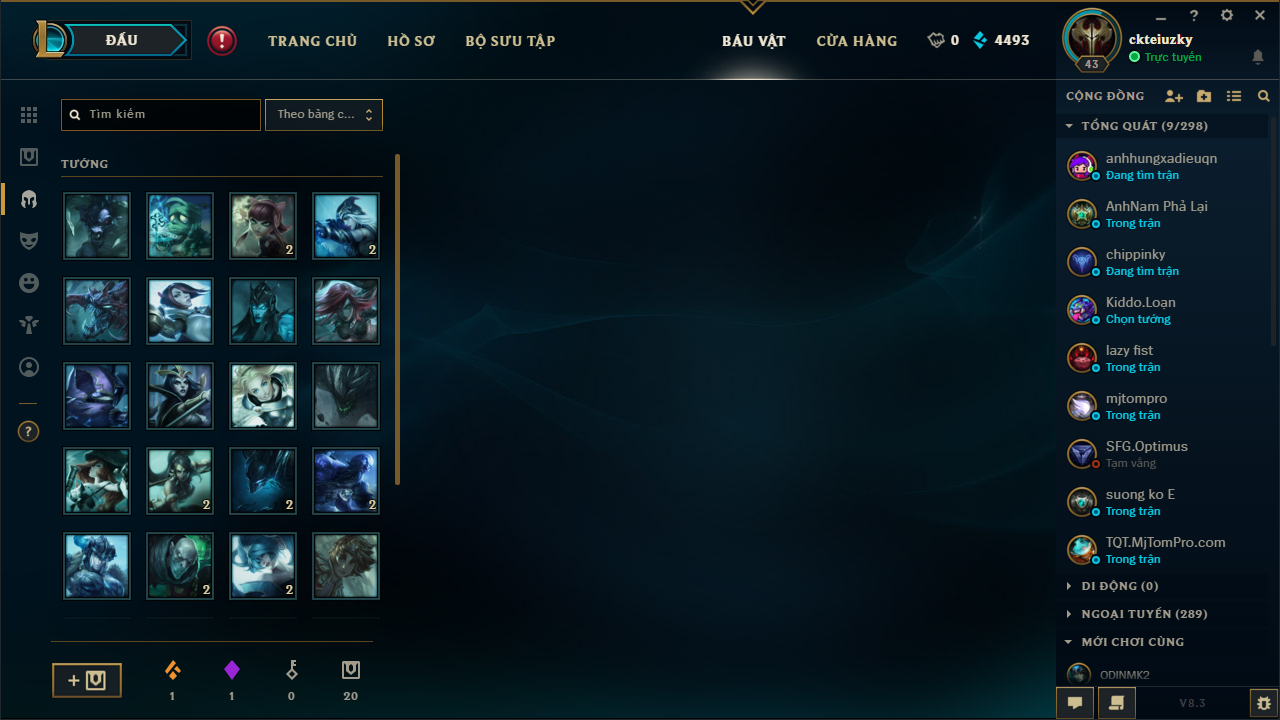 ĐẤU
TRANG CHỦ
HỒ SƠ
BỘ SƯU TẬP
BÁU VẬT
CỬA HÀNG
0
4493
ckteiuzky
Trực tuyến
43
Tìm kiếm
Theo bảng c...
TƯỚNG
2
2
2
2
2
2
2
1
1
0
20
CỘNG ĐỒNG
TỔNG QUÁT (9/298)
anhhungxadieuqn
Đang tìm trận
AnhNam Phả Lại
Trong trận
chippinky
Đang tìm trận
Kiddo.Loan
Chọn tướng
lazy fist
Trong trận
mjtompro
Trong trận
SFG.Optimus
Tạm vắng
suong ko E
Trong trận
TQT.MjTomPro.com
Trong trận
DI ĐỘNG (0)
NGOẠI TUYẾN (289)
MỚI CHƠI CÙNG
ODINMK2
V8.3